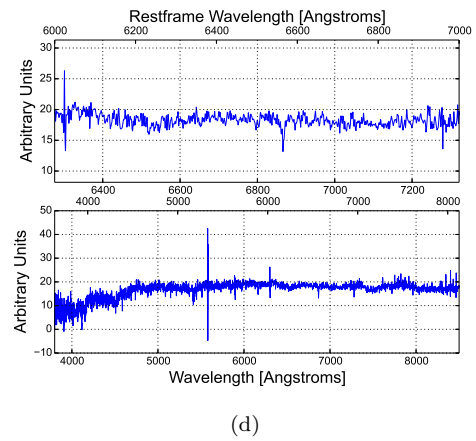 Restframe Wavelength [Angstroms]
6000 6200 6400 6600 6800 7000
Arbitrary Units
30
25
20
15
10
6400 6600 6800 7000 7200
4000 5000 6000 7000 8000
Arbitrary Units
50
40
30
20
10
0
−10
4000 5000 6000 7000 8000
Wavelength [Angstroms]
(d)